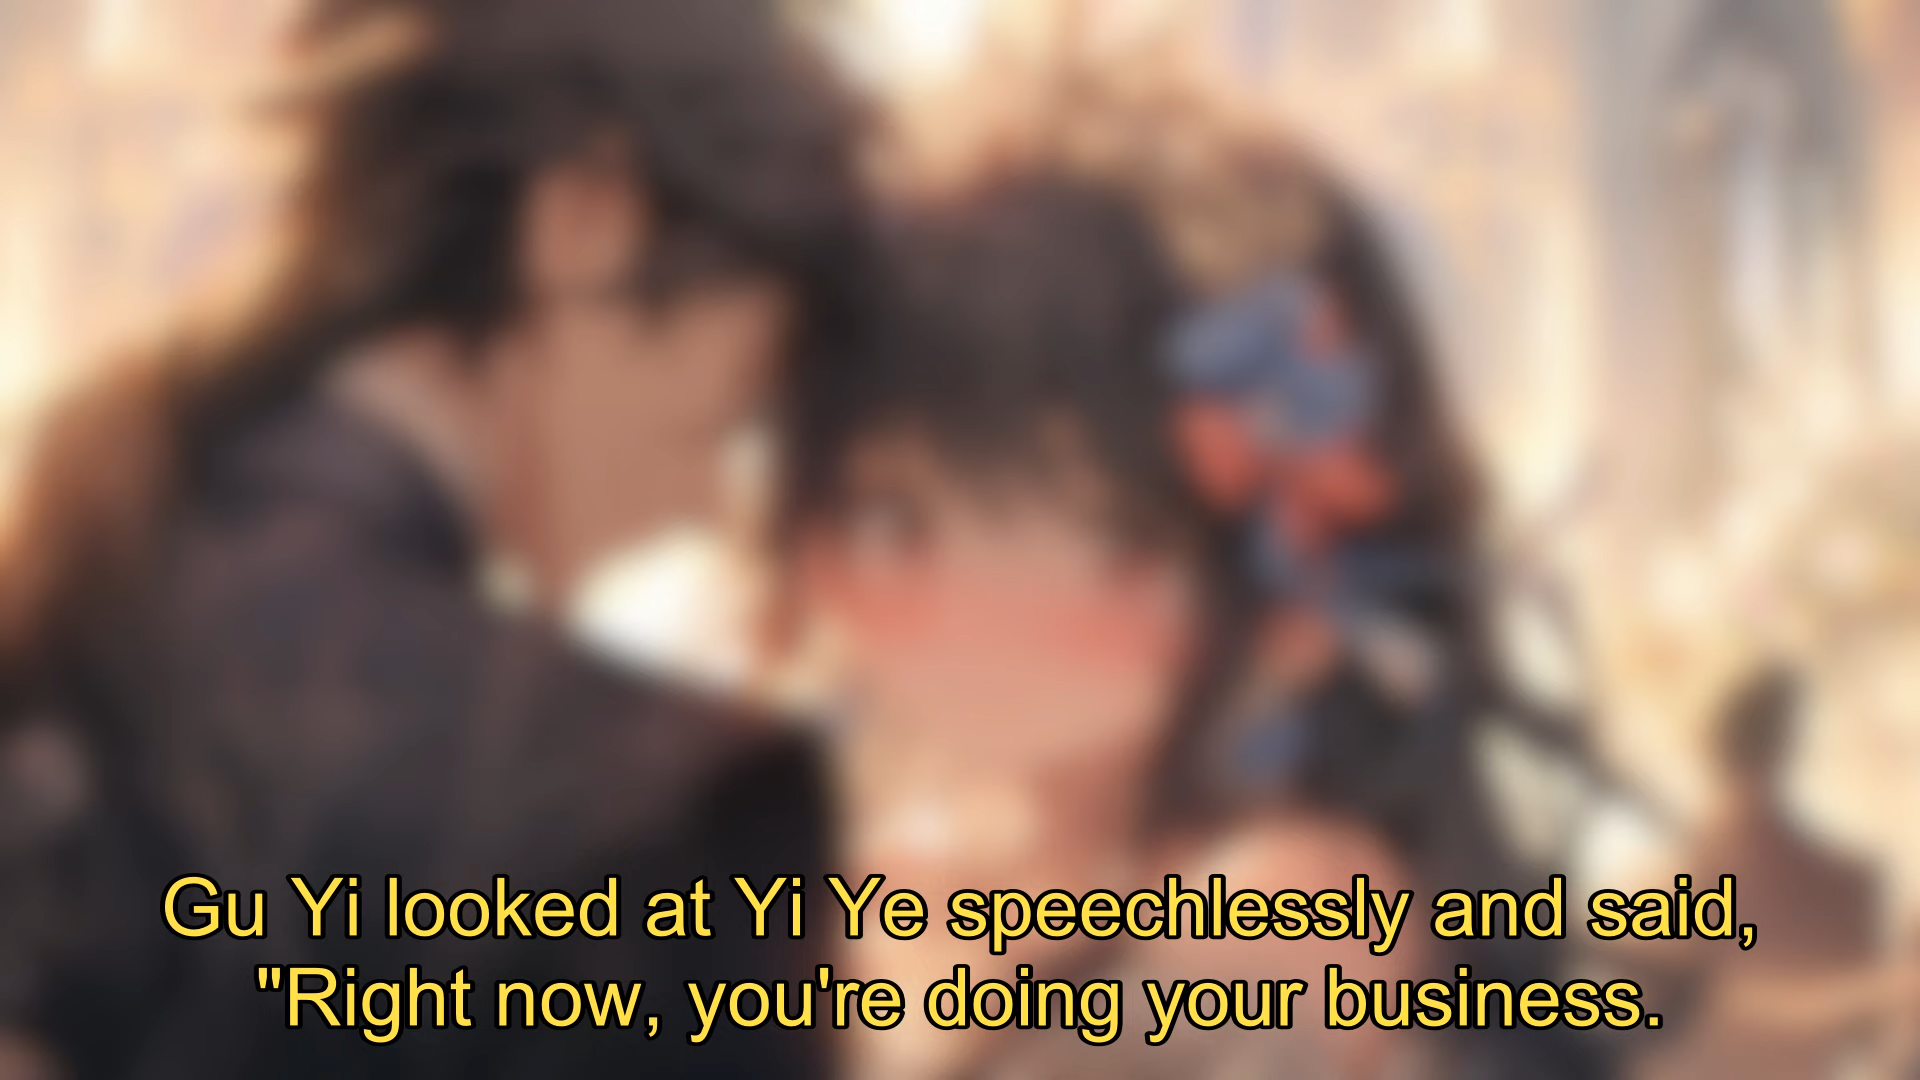 Gu Yi looked at Yi Ye speechlessly and said,
"Right now, you're doing your business.